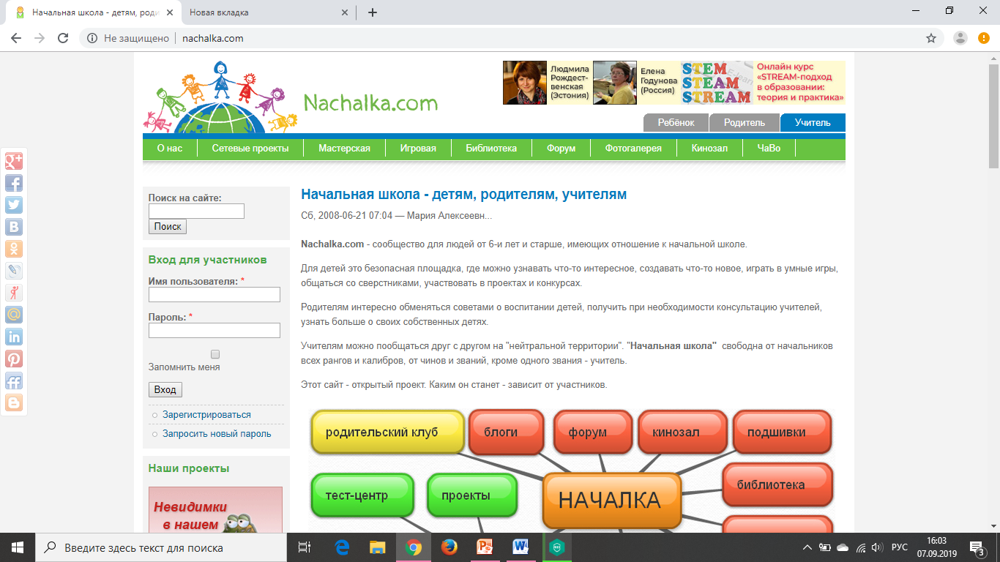 Начальная школа - детям, роди
Новая вкладка
Не защищено
nachalka.com
Nachalka.com
Людмила
Рождест-
венская
(Эстония)
Елена
Годунова
(Россия)
STEM
STEAM
STREAM
Онлайн курс
«STREAM-подход
в образовании:
теория и практика»
Ребёнок
Родитель
Учитель
О нас
Сетевые проекты
Мастерская
Игровая
Библиотека
Форум
Фотогалерея
Кинозал
ЧаВо
Поиск на сайте:
Поиск
Вход для участников
Имя пользователя: *
Пароль: *
Запомнить меня
Вход
Зарегистрироваться
Запросить новый пароль
Наши проекты
Невидимки
в нашем
Начальная школа - детям, родителям, учителям
Сб, 2008-06-21 07:04 — Мария Алексеевн...
Nachalka.com - сообщество для людей от 6-и лет и старше, имеющих отношение к начальной школе.
Для детей это безопасная площадка, где можно узнавать что-то интересное, создавать что-то новое, играть в умные игры,
общаться со сверстниками, участвовать в проектах и конкурсах.
Родителям интересно обменяться советами о воспитании детей, получить при необходимости консультацию учителей,
узнать больше о своих собственных детях.
Учителям можно пообщаться друг с другом на "нейтральной территории". "Начальная школа" свободна от начальников
всех рангов и калибров, от чинов и званий, кроме одного звания - учитель.
Этот сайт - открытый проект. Каким он станет - зависит от участников.
родительский клуб
блоги
форум
кинозал
подшивки
тест-центр
проекты
НАЧАЛКА
библиотека
Введите здесь текст для поиска
РУС
16:03
07.09.2019
3